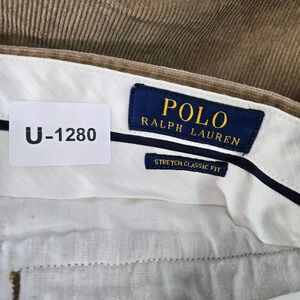 U-1280
POLO
RALPH LAUREN
STRETCH CLASSIC FIT